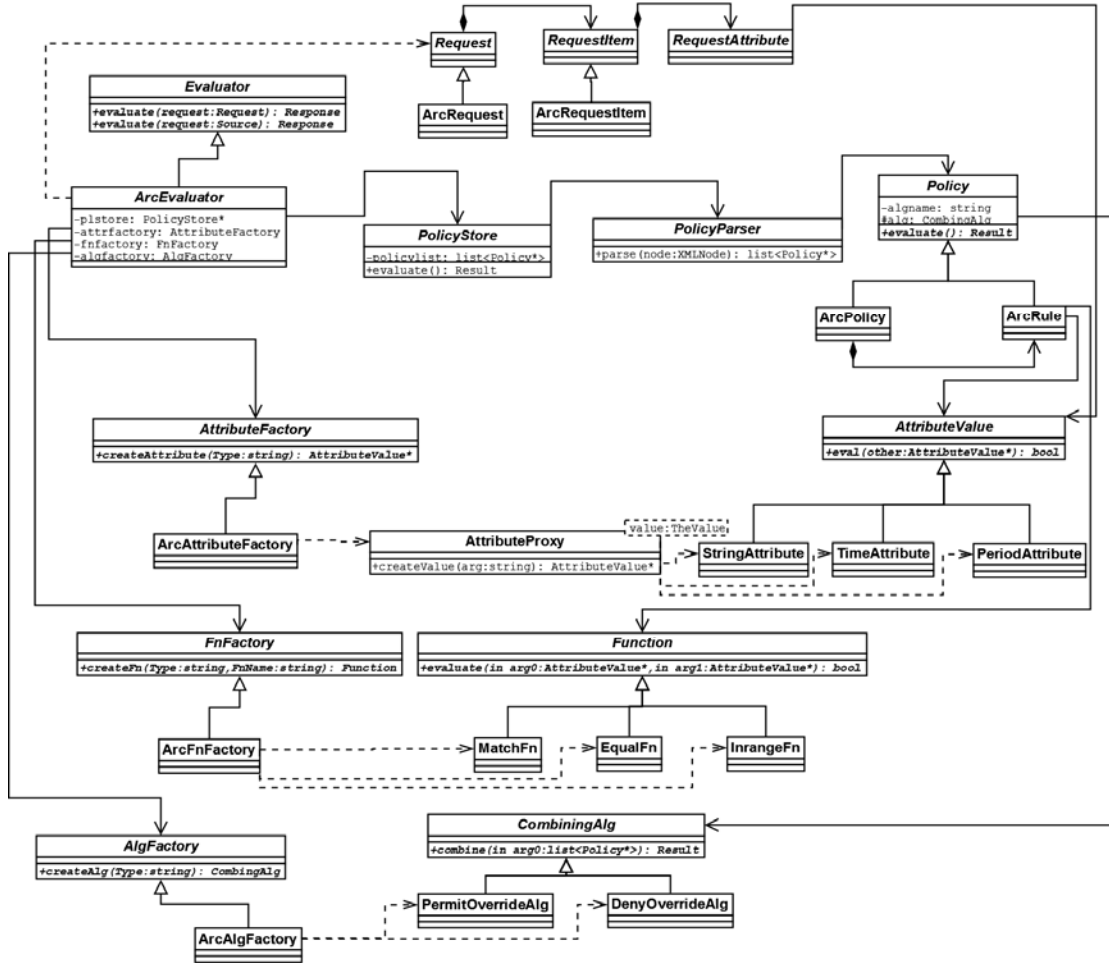 Request
RequestItem
RequestAttribute
Evaluator
+evaluate(request:Request): Response
+evaluate(request:Source): Response
ArcRequest
ArcRequestItem
ArcEvaluator
-plstore: PolicyStore*
-attrfactory: AttributeFactory
-fnfactory: FnFactory
-algfactory: AlgFactory
PolicyStore
-policylist: list<Policy*>
+evaluate(): Result
PolicyParser
+parse(node:XMLNode): list<Policy*>
Policy
-algname: string
#alg: CombingAlg
+evaluate(): Result
ArcPolicy
ArcRule
AttributeFactory
+createAttribute(Type:string): AttributeValue*
AttributeValue
+eval(other:AttributeValue*): bool
ArcAttributeFactory
value:TheValue
AttributeProxy
+createValue(arg:string): AttributeValue*
StringAttribute
TimeAttribute
PeriodAttribute
FnFactory
+createFn(Type:string,FnName:string): Function
Function
+evaluate(in arg0:AttributeValue*,in arg1:AttributeValue*): bool
ArcFnFactory
MatchFn
EqualFn
InrangeFn
AlgFactory
+createAlg(Type:string): CombingAlg
CombiningAlg
+combine(in arg0:list<Policy*>): Result
PermitOverrideAlg
DenyOverrideAlg
ArcAlgFactory